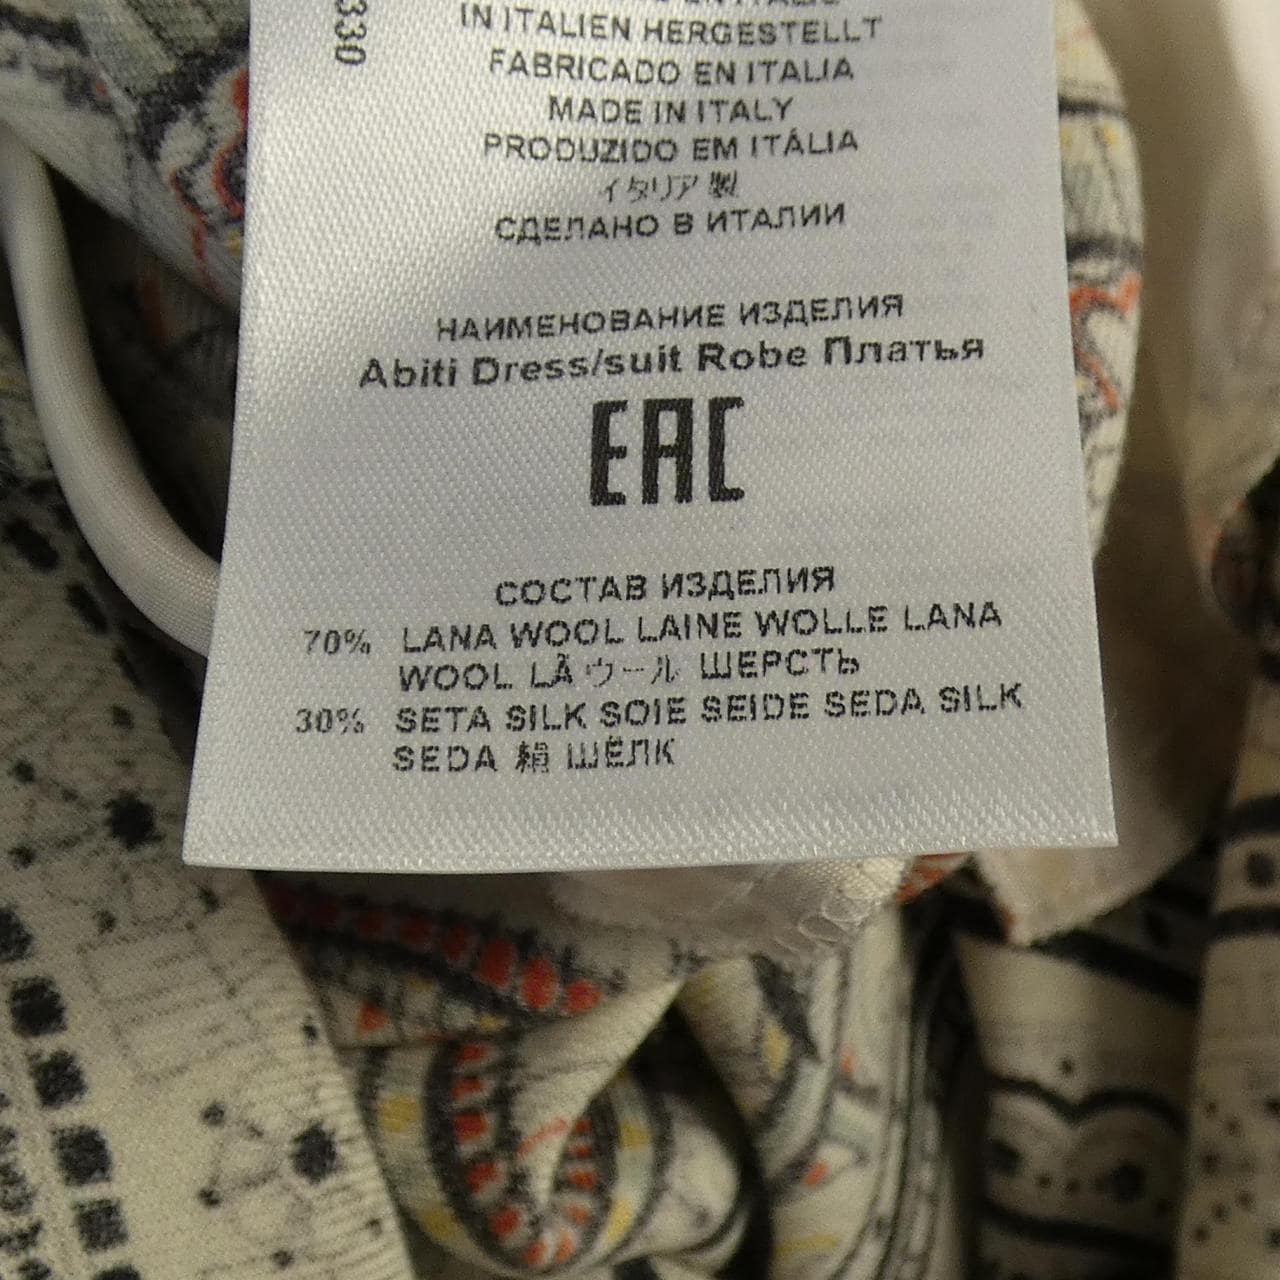 330
IN ITALIEN HERGESTELLT
FABRICADO EN ITALIA
MADE IN ITALY
PRODUZIDO EM ITÁLIA
イタリア製
СДЕЛАНО В ИТАЛИИ
НАИМЕНОВАНИЕ ИЗДЕЛИЯ
Abiti Dress/suit Robe Платья
EAC
СОСТАВ ИЗДЕЛИЯ
70% LANA WOOL LAINE WOLLE LANA
WOOL LÃ ウール ШЕРСТЬ
30% SETA SILK SOIE SEIDE SEDA SILK
SEDA 絹 ШЁЛК